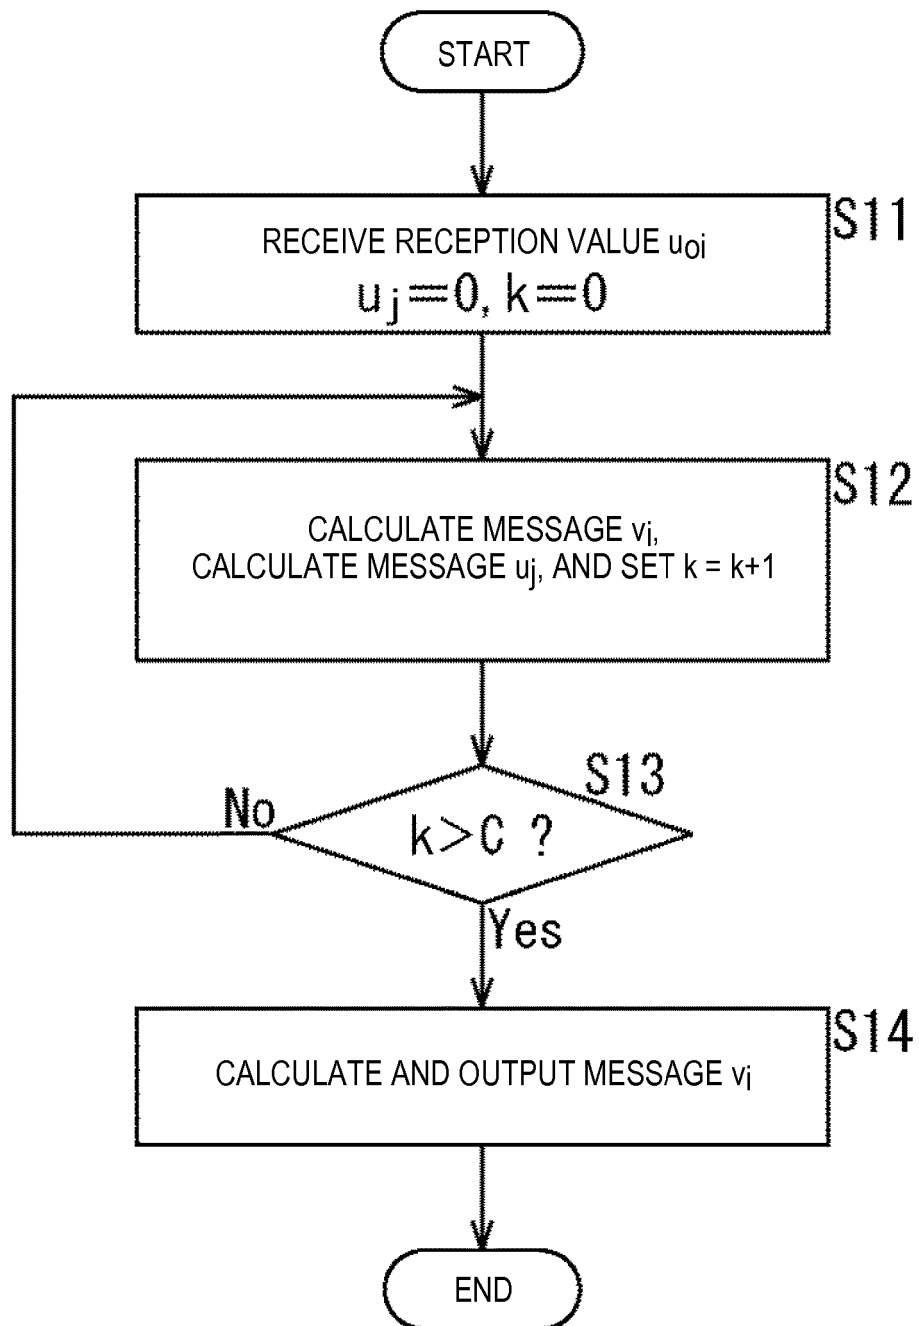 START
S11
RECEIVE RECEPTION VALUE u0i
uj=0, k=0
S12
CALCULATE MESSAGE vi,
CALCULATE MESSAGE uj, AND SET k = k+1
S13
No
k>C ?
Yes
S14
CALCULATE AND OUTPUT MESSAGE vi
END